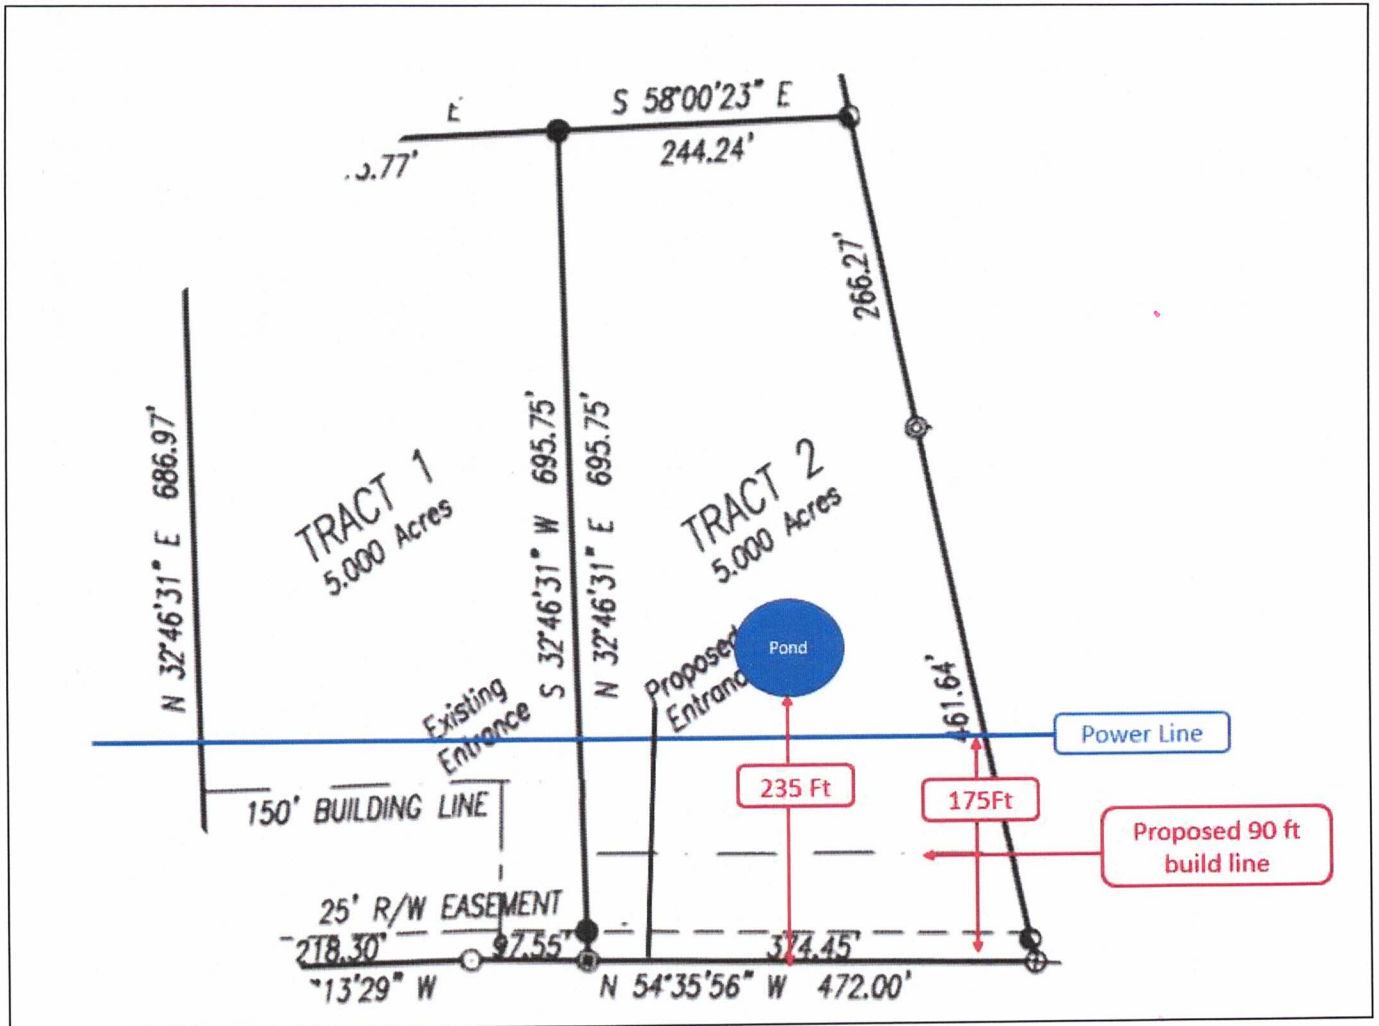 E
S 58°00'23" E
.77'
244.24'
266.27'
N 32°46'31" E 686.97'
TRACT 1
5.000 Acres
S 32°46'31" W 695.75'
N 32°46'31" E 695.75'
TRACT 2
5.000 Acres
461.64'
Existing
Entrance
Proposed
Entranc
Pond
Power Line
235 Ft
175Ft
150' BUILDING LINE
Proposed 90 ft
build line
25' R/W EASEMENT
218.30'
97.55'
374.45'
13'29" W
N 54°35'56" W 472.00'